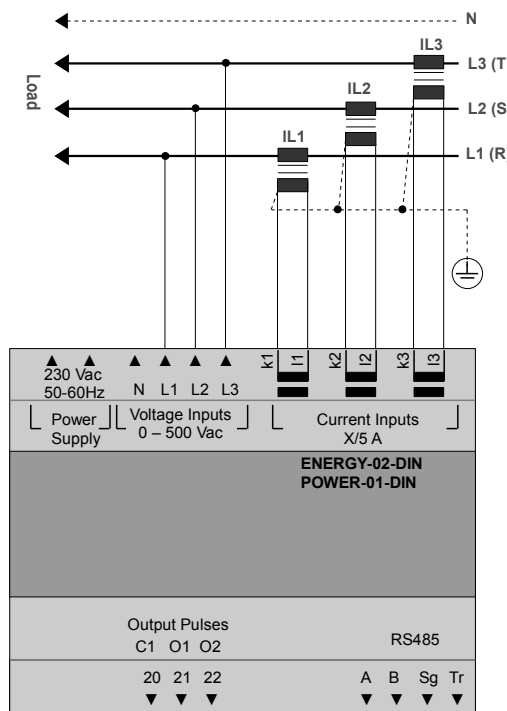 N
IL3
L3 (T
Load
IL2
L2 (S
IL1
L1 (R)
k1 l1 k2 l2 k3 l3
230 Vac
50-60Hz
N L1 L2 L3
Power
Supply
Voltage Inputs
0 – 500 Vac
Current Inputs
X/5 A
ENERGY-02-DIN
POWER-01-DIN
Output Pulses
C1 O1 O2
RS485
20 21 22
A B Sg Tr